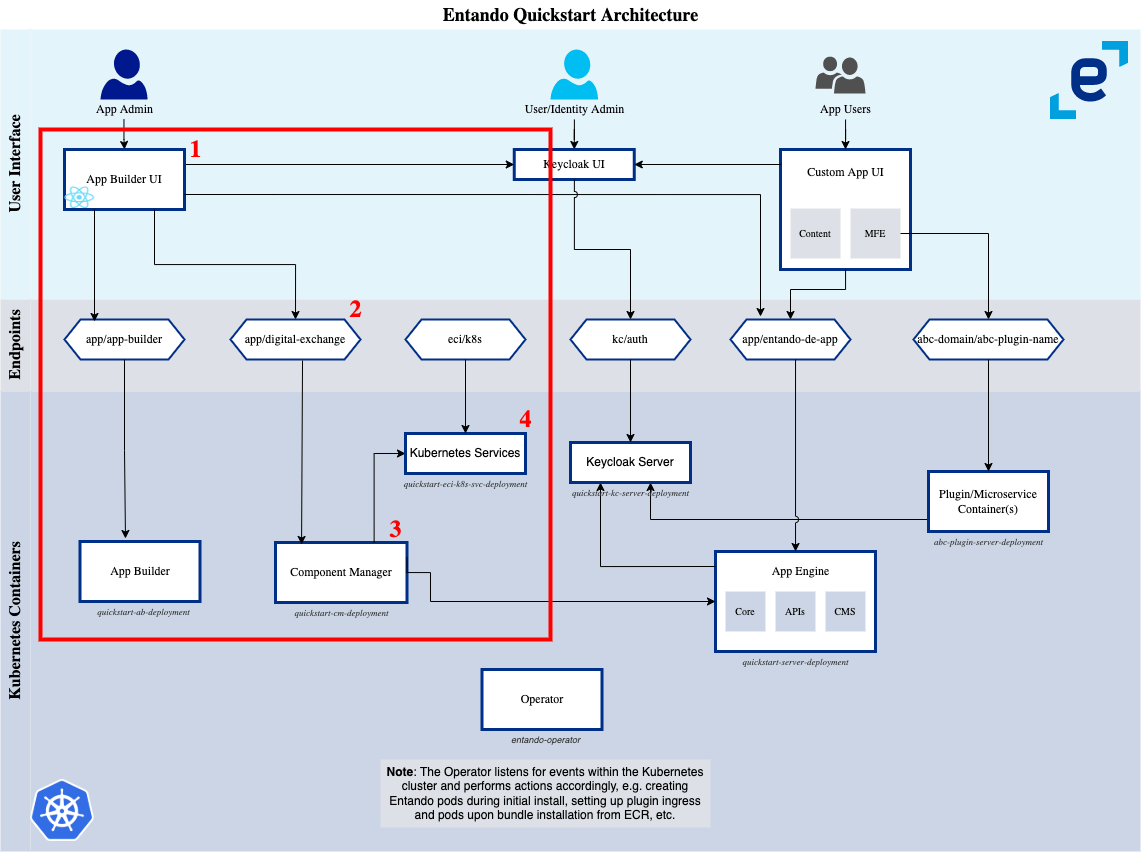 Entando Quickstart Architecture
App Admin
User/Identity Admin
App Users
User Interface
1
App Builder UI
Keycloak UI
Custom App UI
Content
MFE
Endpoints
2
app/app-builder
app/digital-exchange
eci/k8s
kc/auth
app/entando-de-app
abc-domain/abc-plugin-name
Kubernetes Containers
4
Kubernetes Services
quickstart-eci-k8s-svc-deployment
Keycloak Server
quickstart-kc-server-deployment
Plugin/Microservice
Container(s)
abc-plugin-server-deployment
3
App Builder
quickstart-ab-deployment
Component Manager
quickstart-cm-deployment
App Engine
Core
APIs
CMS
quickstart-server-deployment
Operator
entando-operator
Note: The Operator listens for events within the Kubernetes
cluster and performs actions accordingly, e.g. creating
Entando pods during initial install, setting up plugin ingress
and pods upon bundle installation from ECR, etc.